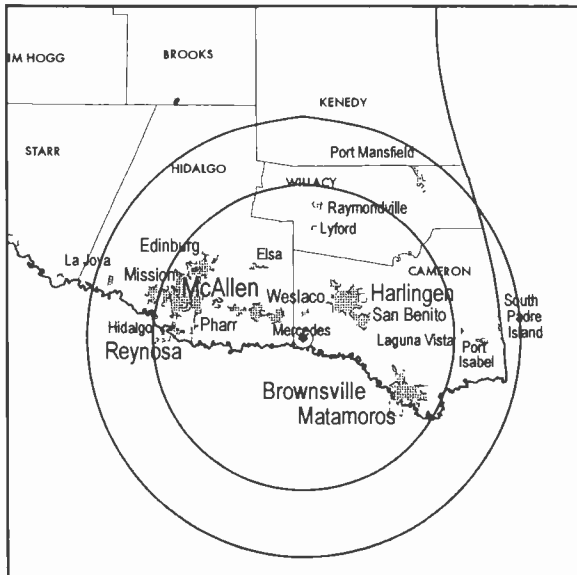 BROOKS
IM HOGG
KENEDY
STARR
Port Mansfield
HIDALGO
WILLACY
Raymondville
Lyford
Edinburg
Elsa
La Joya
CAMERON
Mission
McAllen
Harlingen
Weslaco
South
Padre
Island
San Benito
Hidalgo
Pharr
Mercedes
Laguna Vista
Port
Isabel
Reynosa
Brownsville
Matamoros